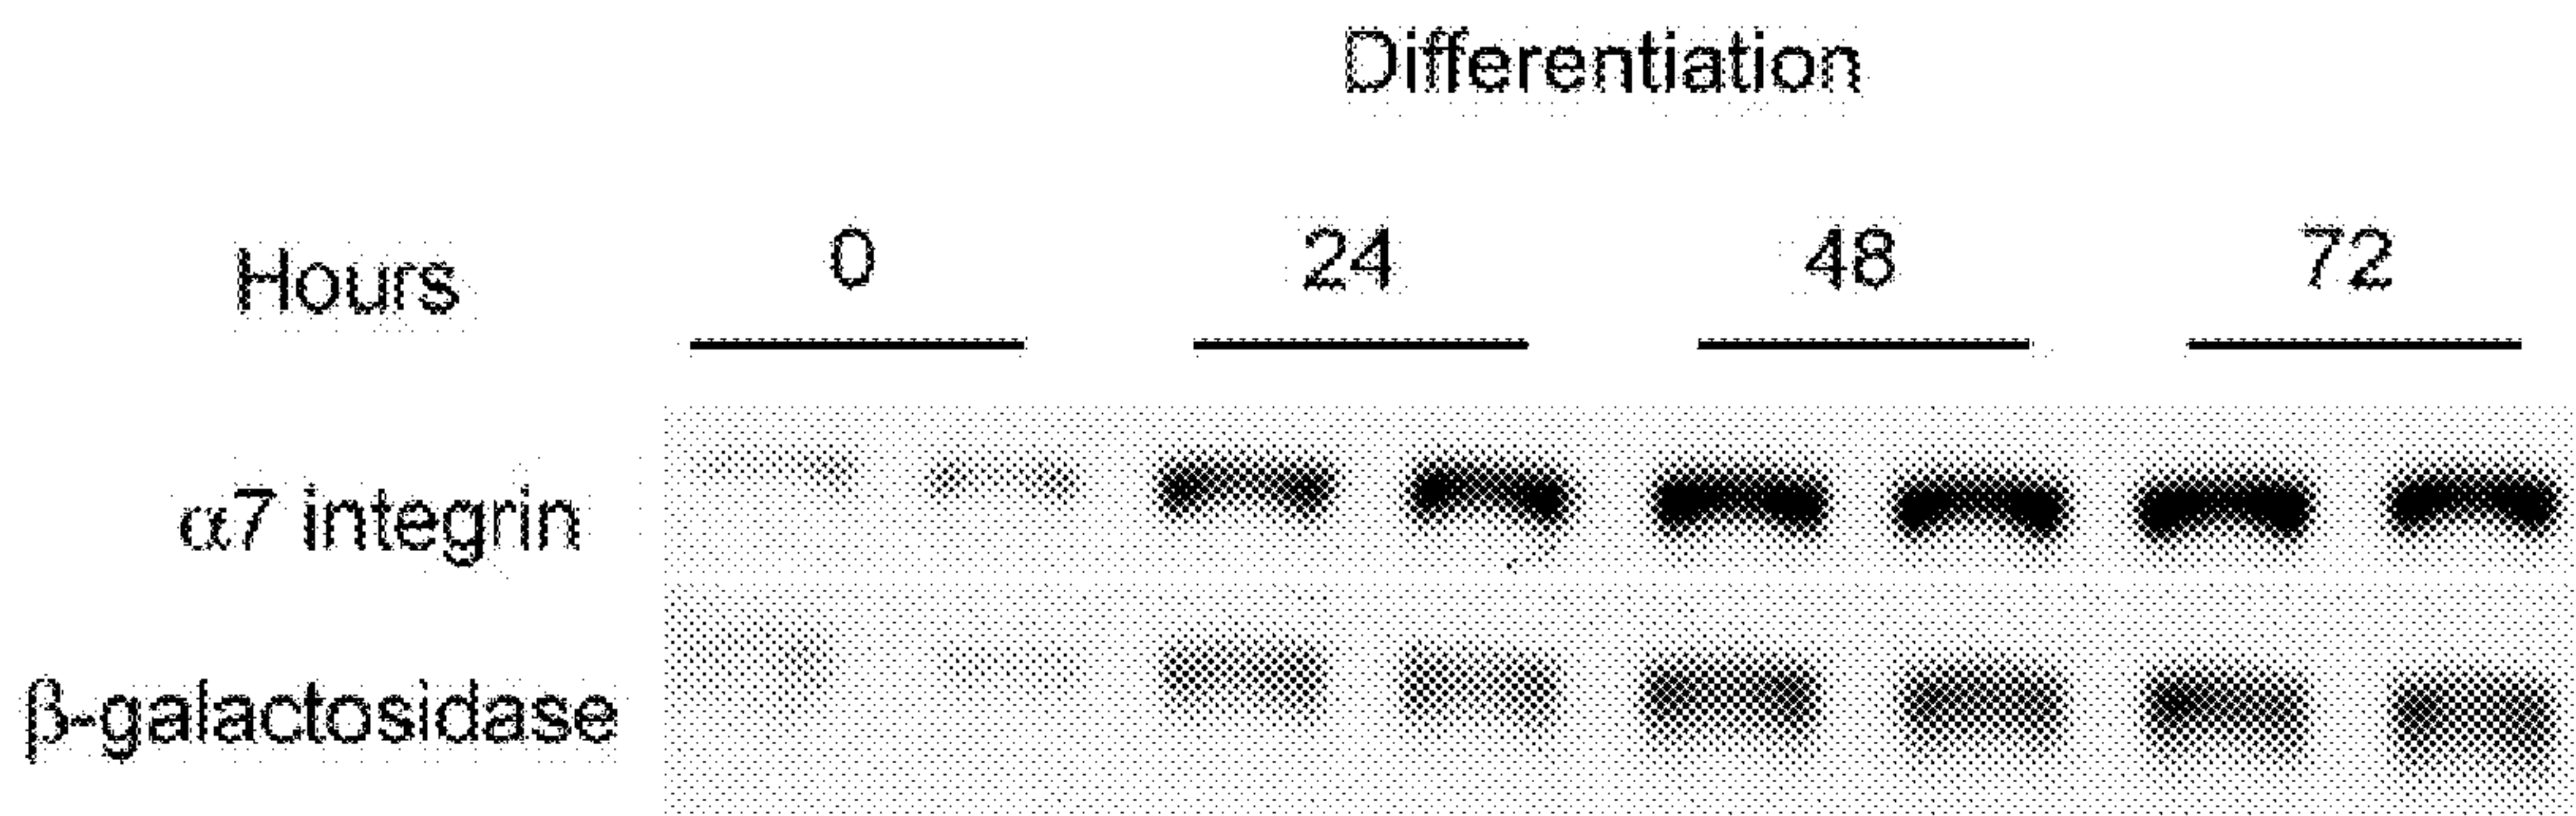 Differentiation
Hours 0 24 48 72
α7 integrin
β-galactosidase